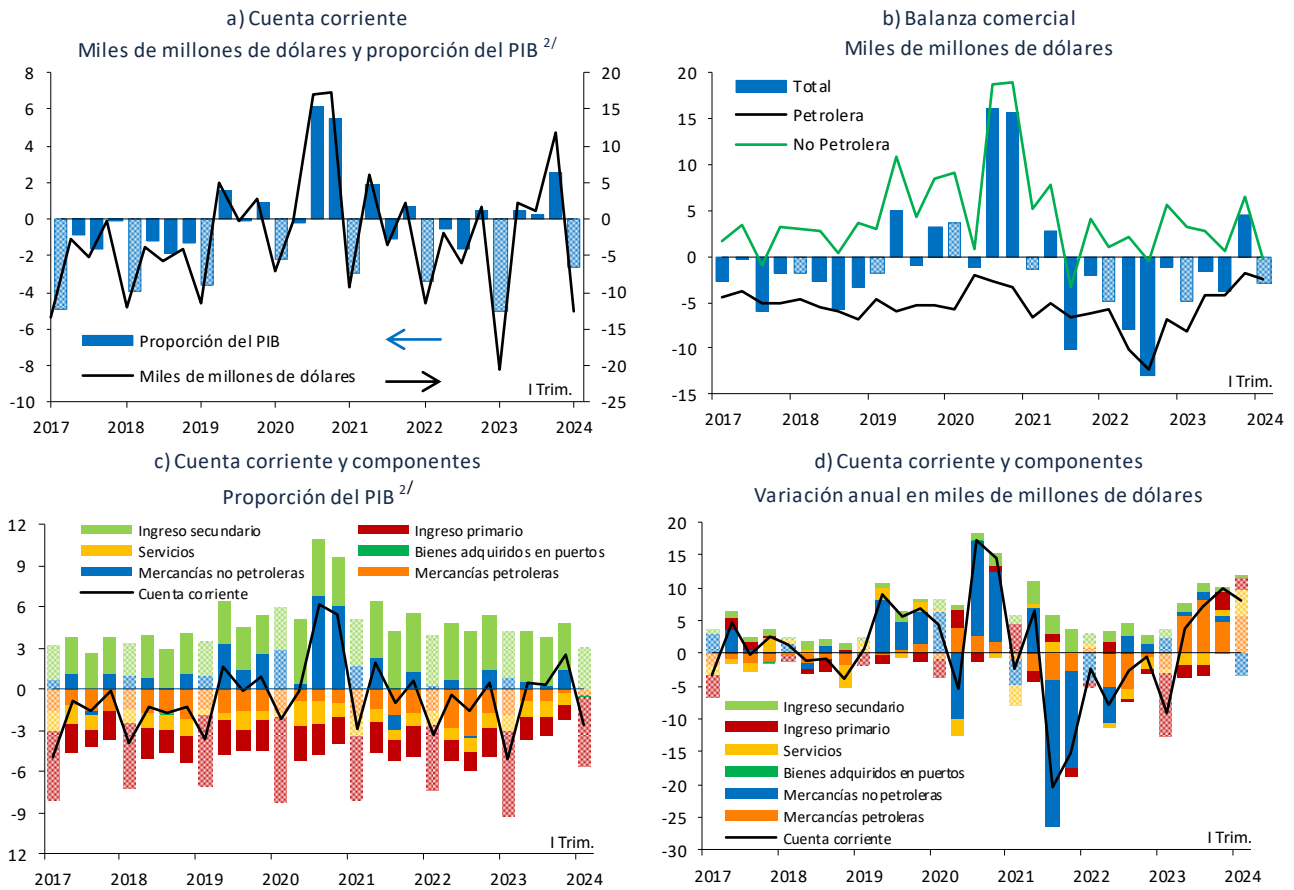 a) Cuenta corriente
Miles de millones de dólares y proporción del PIB 2/
8
6
4
2
0
-2
-4
-6
-8
-10
20
15
10
5
0
-5
-10
-15
-20
-25
Proporción del PIB
Miles de millones de dólares
I Trim.
2017 2018 2019 2020 2021 2022 2023 2024
b) Balanza comercial
Miles de millones de dólares
20
15
10
5
0
-5
-10
-15
Total
Petrolera
No Petrolera
I Trim.
2017 2018 2019 2020 2021 2022 2023 2024
c) Cuenta corriente y componentes
Proporción del PIB 2/
12
9
6
3
0
-3
-6
-9
12
Ingreso secundario
Ingreso primario
Servicios
Bienes adquiridos en puertos
Mercancías no petroleras
Mercancías petroleras
Cuenta corriente
I Trim.
2017 2018 2019 2020 2021 2022 2023 2024
d) Cuenta corriente y componentes
Variación anual en miles de millones de dólares
20
15
10
5
0
-5
-10
-15
-20
-25
-30
Ingreso secundario
Ingreso primario
Servicios
Bienes adquiridos en puertos
Mercancías no petroleras
Mercancías petroleras
Cuenta corriente
I Trim.
2017 2018 2019 2020 2021 2022 2023 2024